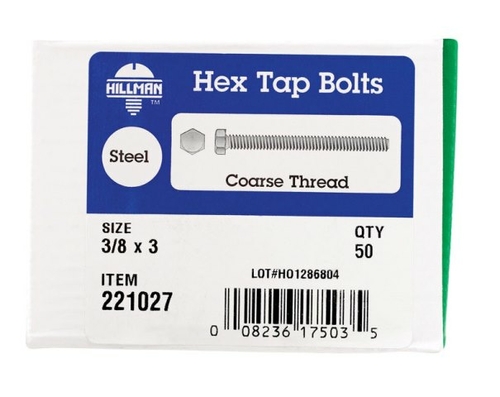 HILLMAN
TM
Hex Tap Bolts
Steel
Coarse Thread
SIZE
3/8 x 3
QTY
50
LOT#HO1286804
ITEM
221027
0 08236 17503 5